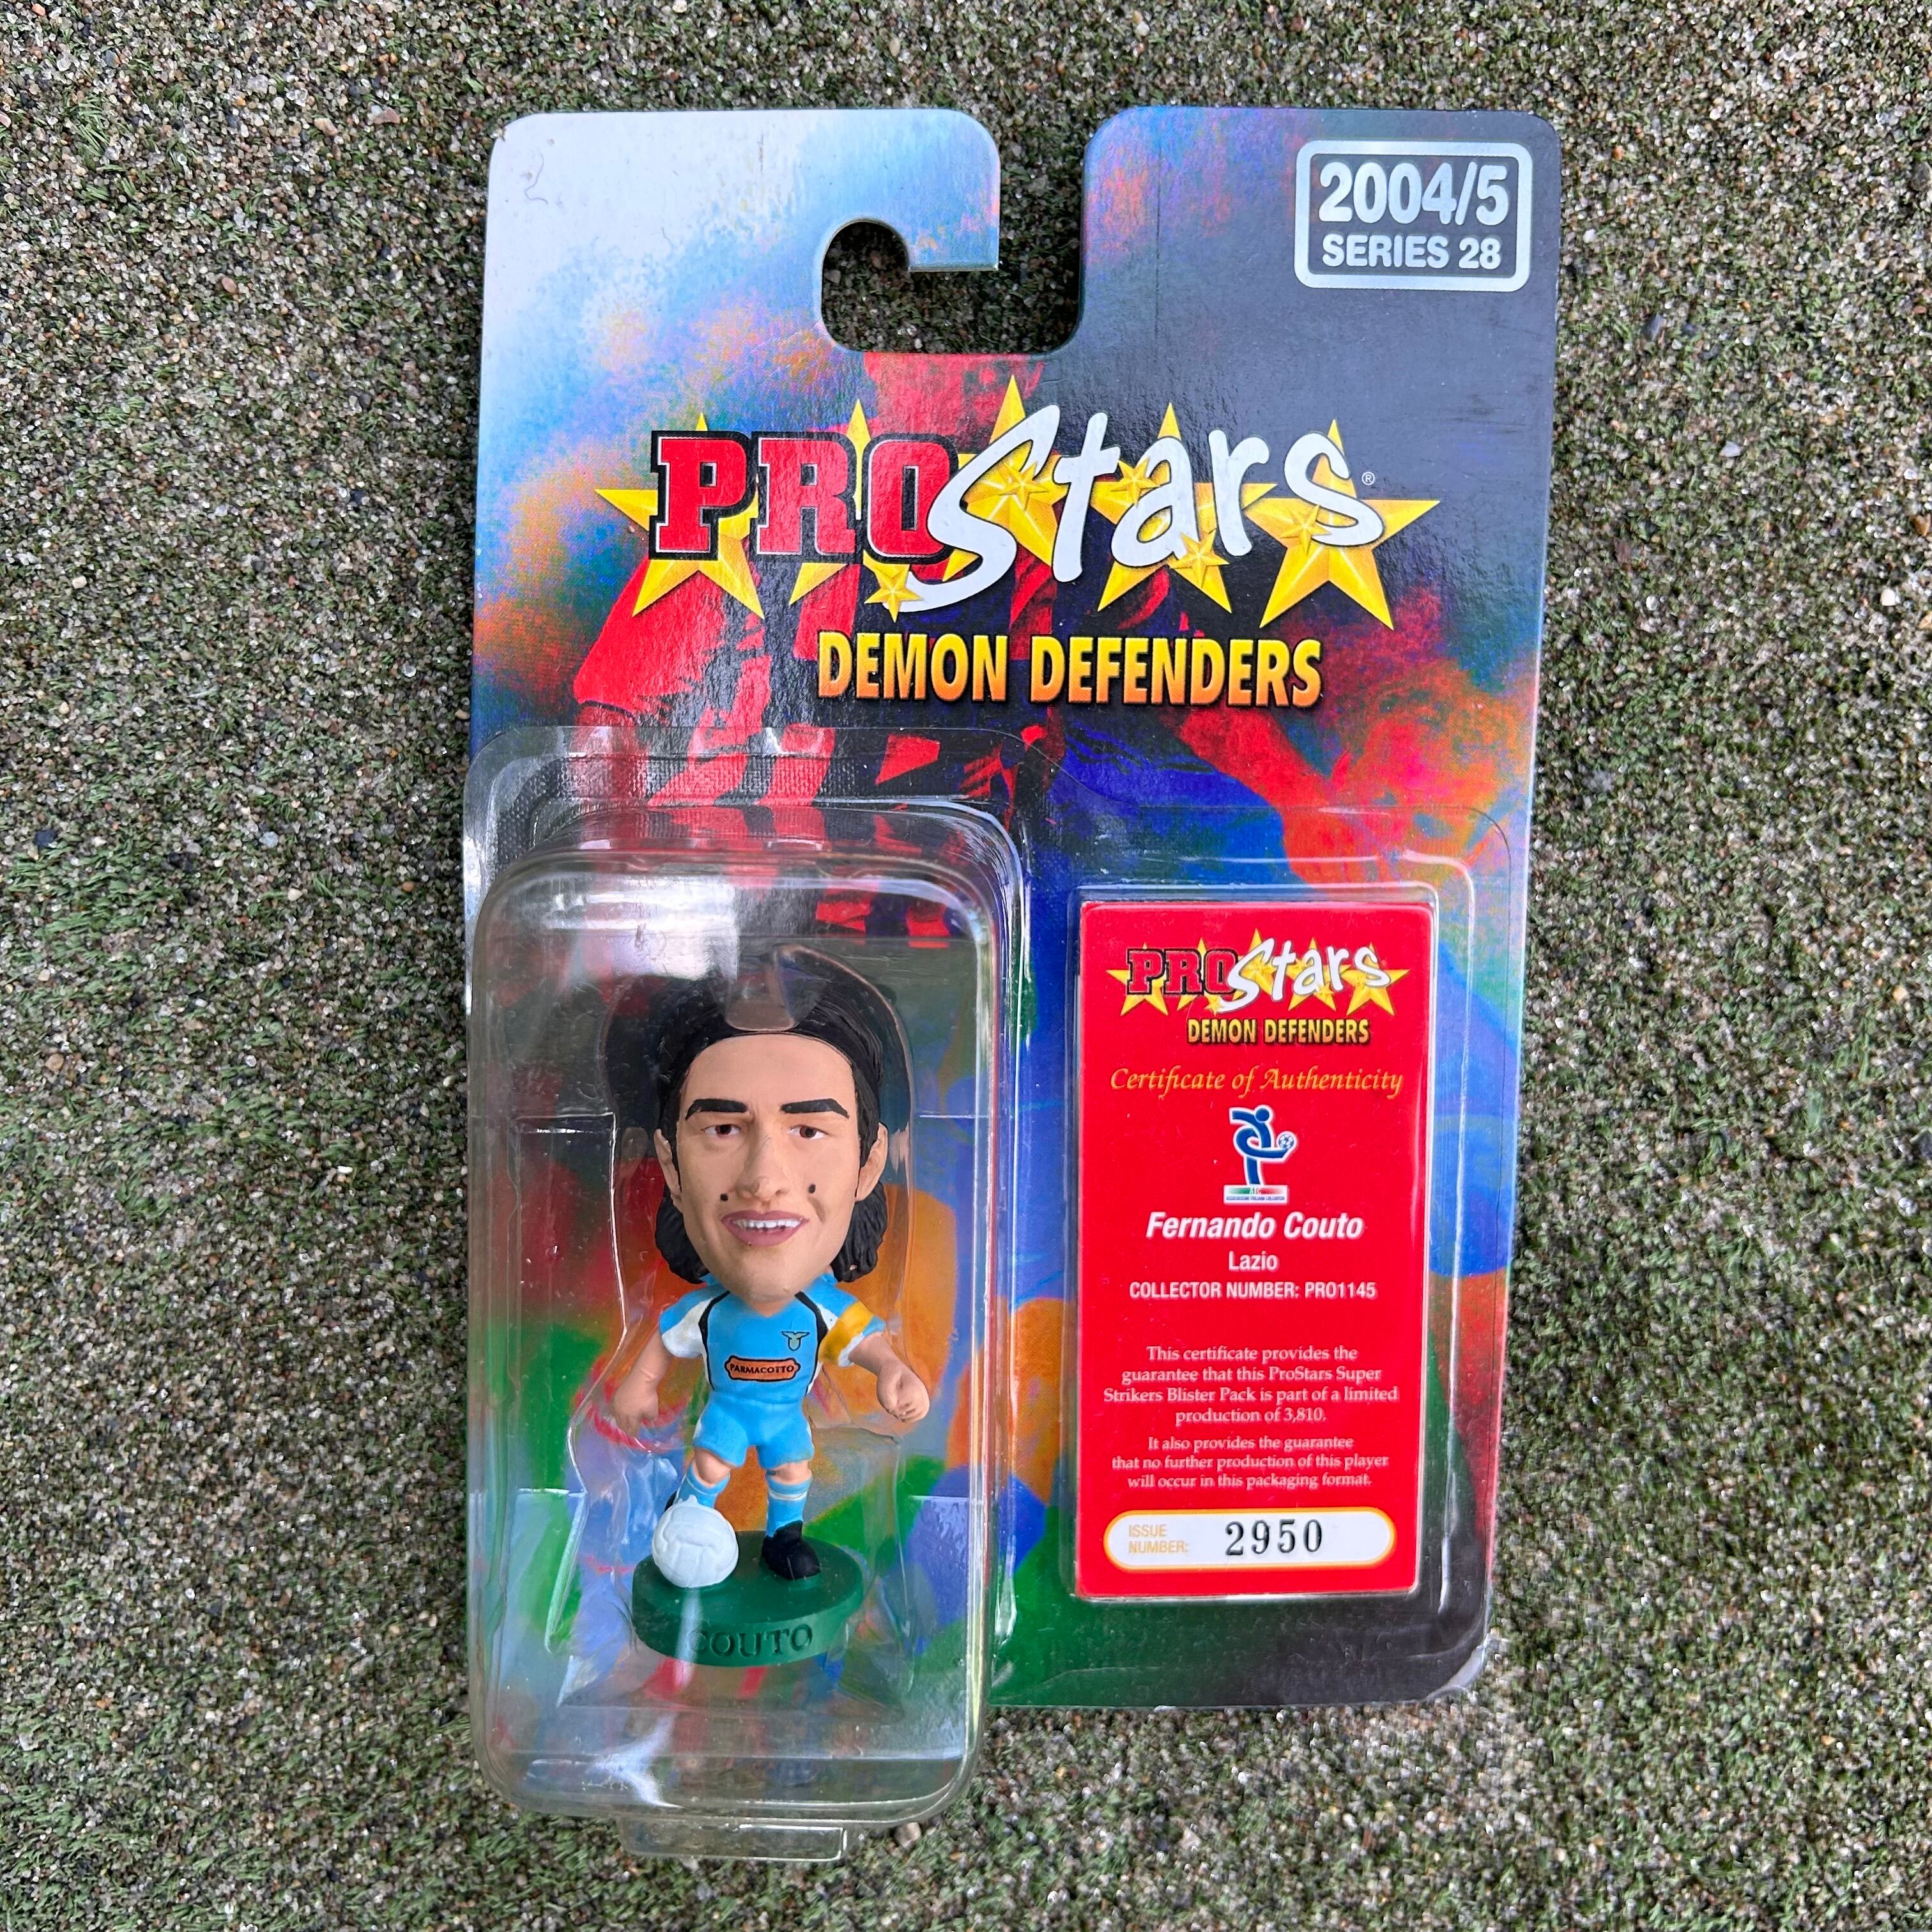 2004/5
SERIES 28
PROStars®
DEMON DEFENDERS
PROStars
DEMON DEFENDERS
Certificate of Authenticity
Fernando Couto
Lazio
COLLECTOR NUMBER: PRO1145
This certificate provides the
guarantee that this ProStars Super
Strikers Blister Pack is part of a limited
production of 3,810.
It also provides the guarantee
that no further production of this player
will occur in this packaging format.
ISSUE
NUMBER: 2950
PARMACOTTO
COUTO